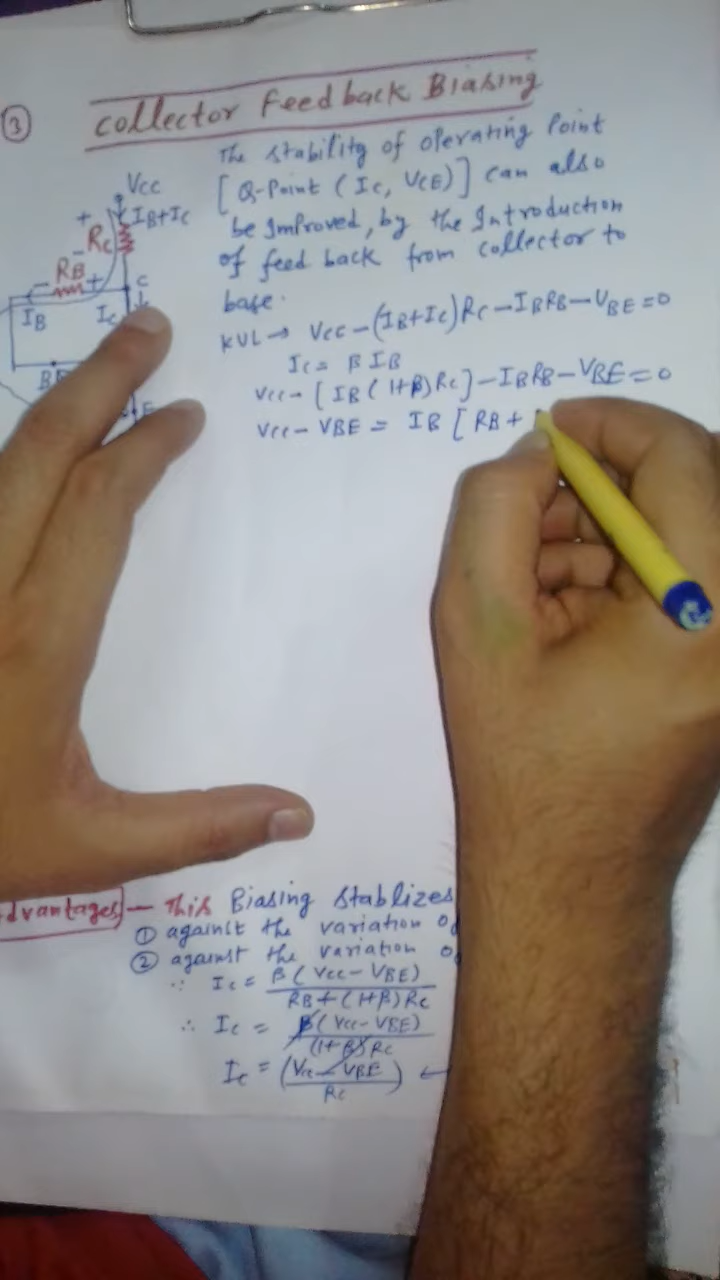 3
Collector Feedback Biasing
The stability of operating Point
[Q-Point (Ic, VCE)] can also
be improved, by the Introduction
of feed back from collector to
base.
Vcc
+ IB+Ic
- Rc
RB
- +
C
IB Ic
B
E
KVL → Vcc-(IB+Ic)Rc-IBRB-VBE=0
Ic= β IB
Vcc-[IB(1+β)Rc]-IBRB-VBE=0
Vcc-VBE = IB [RB+
dvantages - This Biasing Stablizes
① against the variation
② against the variation
∵ Ic = β(Vcc-VBE)
RB+(1+β)Rc
∴ Ic = β(Vcc-VBE)
(1+β)Rc
Ic = (Vcc-VBE) ←
Rc